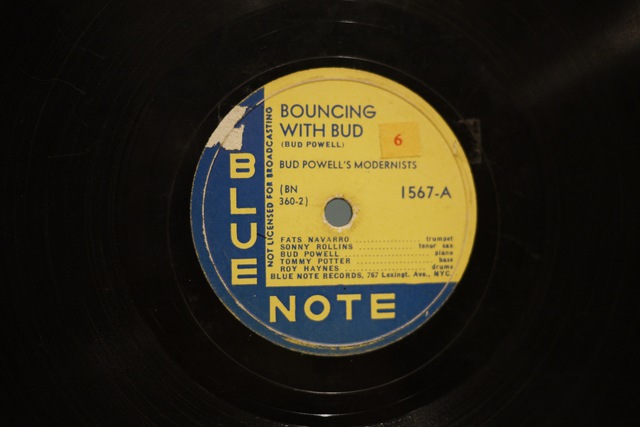 BOUNCING
WITH BUD
(BUD POWELL)
6
BUD POWELL'S MODERNISTS
(BN
360-2)
1567-A
NOT LICENSED FOR BROADCASTING
FATS NAVARRO .......... trumpet
SONNY ROLLINS .......... tenor sax
BUD POWELL .......... piano
TOMMY POTTER .......... bass
ROY HAYNES .......... drums
BLUE NOTE RECORDS, 767 Lexingt. Ave., NYC.
BLUE
NOTE